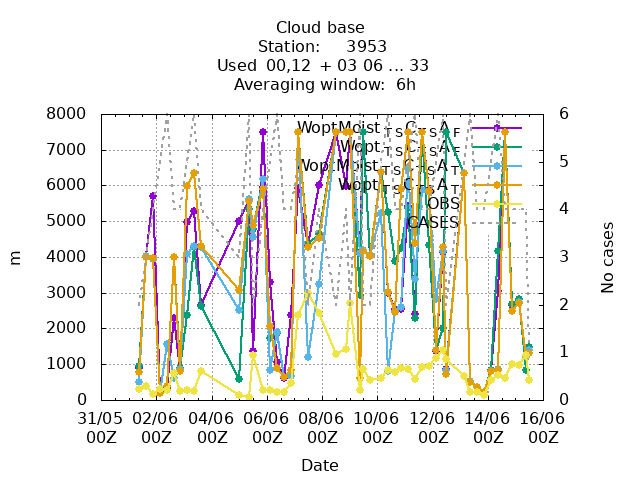 Cloud base
Station: 3953
Used 00,12 + 03 06 ... 33
Averaging window: 6h
8000
7000
6000
5000
4000
3000
2000
1000
0
m
6
5
4
3
2
1
0
No cases
OBS
CASES
31/05 02/06 04/06 06/06 08/06 10/06 12/06 14/06 16/06
00Z 00Z 00Z 00Z 00Z 00Z 00Z 00Z 00Z
Date